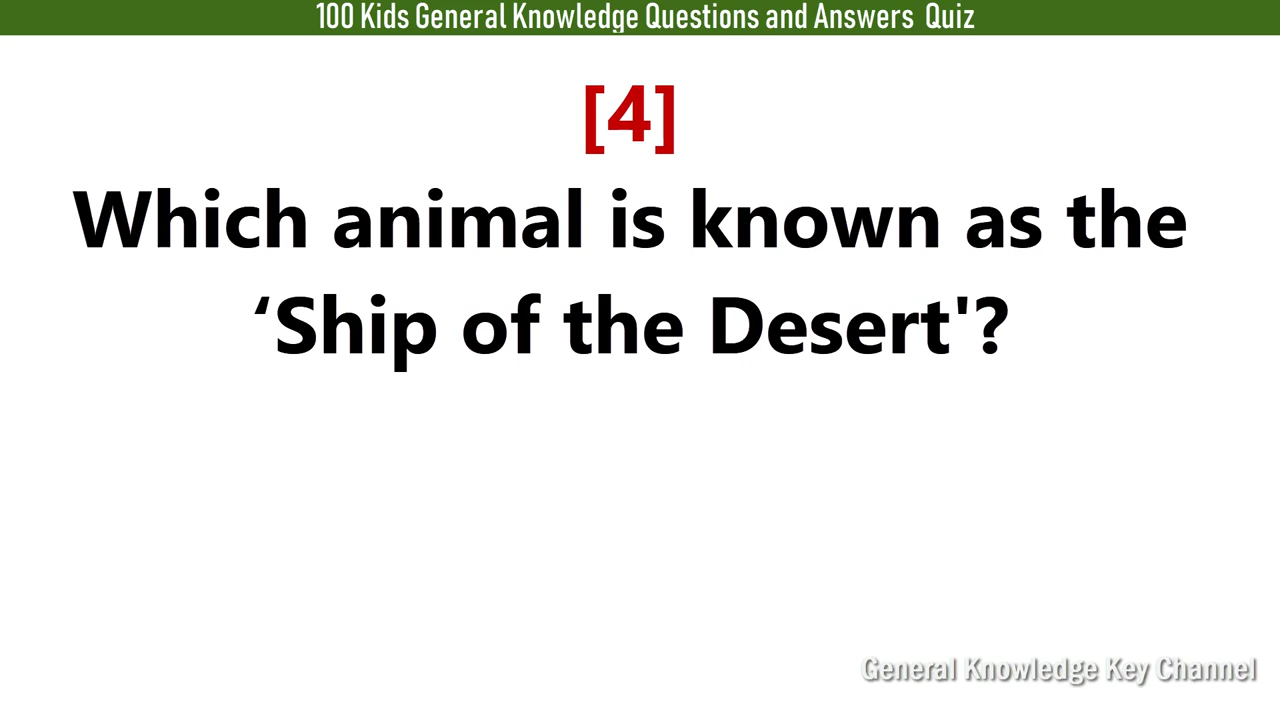 100 Kids General Knowledge Questions and Answers Quiz
[4]
Which animal is known as the
‘Ship of the Desert'?
General Knowledge Key Channel